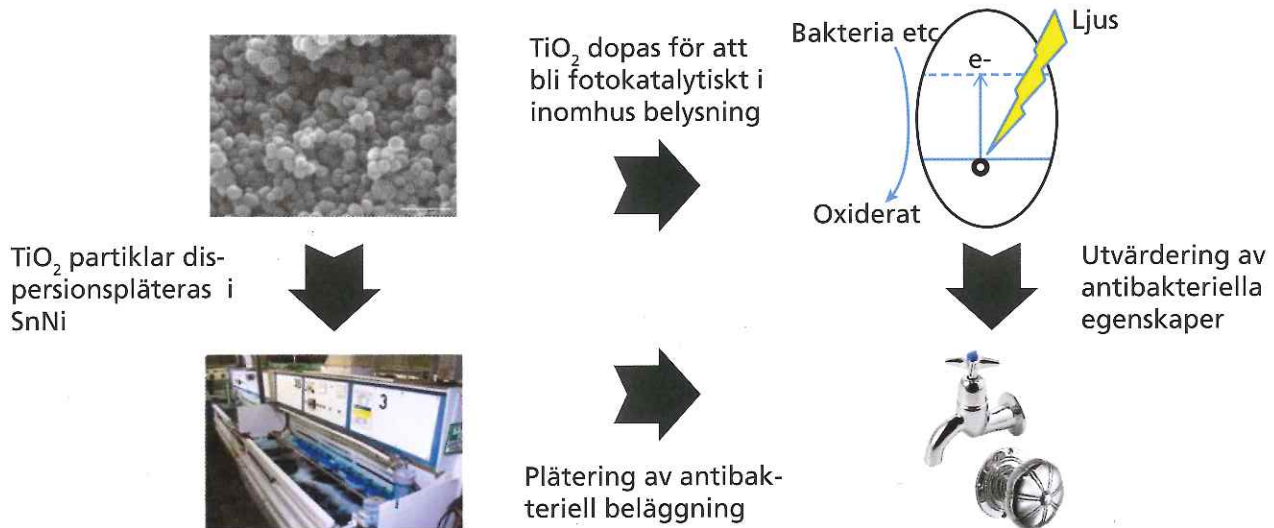 TiO₂ dopas för att
bli fotokatalytiskt i
inomhus belysning
Bakteria etc
Ljus
e-
Oxiderat
TiO₂ partiklar dis-
persionspläteras i
SnNi
Utvärdering av
antibakteriella
egenskaper
3
Plätering av antibak-
teriell beläggning